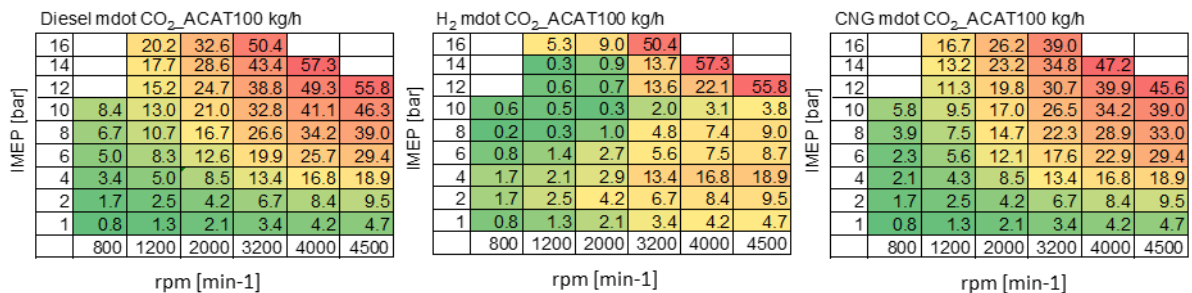 Diesel mdot CO2_ACAT100 kg/h
IMEP [bar]
16 20.2 32.6 50.4
14 17.7 28.6 43.4 57.3
12 15.2 24.7 38.8 49.3 55.8
10 8.4 13.0 21.0 32.8 41.1 46.3
8 6.7 10.7 16.7 26.6 34.2 39.0
6 5.0 8.3 12.6 19.9 25.7 29.4
4 3.4 5.0 8.5 13.4 16.8 18.9
2 1.7 2.5 4.2 6.7 8.4 9.5
1 0.8 1.3 2.1 3.4 4.2 4.7
800 1200 2000 3200 4000 4500
rpm [min-1]
H2 mdot CO2_ACAT100 kg/h
IMEP [bar]
16 5.3 9.0 50.4
14 0.3 0.9 13.7 57.3
12 0.6 0.7 13.6 22.1 55.8
10 0.6 0.5 0.3 2.0 3.1 3.8
8 0.2 0.3 1.0 4.8 7.4 9.0
6 0.8 1.4 2.7 5.6 7.5 8.7
4 1.7 2.1 2.9 13.4 16.8 18.9
2 1.7 2.5 4.2 6.7 8.4 9.5
1 0.8 1.3 2.1 3.4 4.2 4.7
800 1200 2000 3200 4000 4500
rpm [min-1]
CNG mdot CO2_ACAT100 kg/h
IMEP [bar]
16 16.7 26.2 39.0
14 13.2 23.2 34.8 47.2
12 11.3 19.8 30.7 39.9 45.6
10 5.8 9.5 17.0 26.5 34.2 39.0
8 3.9 7.5 14.7 22.3 28.9 33.0
6 2.3 5.6 12.1 17.6 22.9 29.4
4 2.1 4.3 8.5 13.4 16.8 18.9
2 1.7 2.5 4.2 6.7 8.4 9.5
1 0.8 1.3 2.1 3.4 4.2 4.7
800 1200 2000 3200 4000 4500
rpm [min-1]